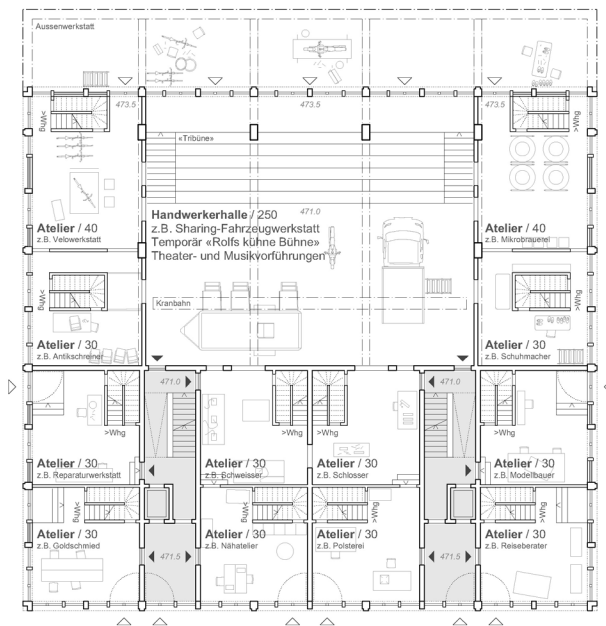 Aussenwerkstatt
473.5
473.5
473.5
>Whg
>Whg
«Tribüne»
Handwerkerhalle / 250
471.0
z.B. Sharing-Fahrzeugwerkstatt
Temporär «Rolfs kühne Bühne»
Theater- und Musikvorführungen
Atelier / 40
z.B. Velowerkstatt
Atelier / 40
z.B. Mikrobrauerei
>Whg
>Whg
Kranbahn
Atelier / 30
z.B. Antikschreiner
Atelier / 30
z.B. Schuhmacher
471.0
471.0
>Whg
>Whg
>Whg
>Whg
Atelier / 30
z.B. Reparaturwerkstatt
Atelier / 30
z.B. Schweisser
Atelier / 30
z.B. Schlosser
Atelier / 30
z.B. Modellbauer
>Whg
>Whg
>Whg
>Whg
Atelier / 30
z.B. Goldschmied
Atelier / 30
z.B. Nähatelier
Atelier / 30
z.B. Polsterei
Atelier / 30
z.B. Reiseberater
471.5
471.5